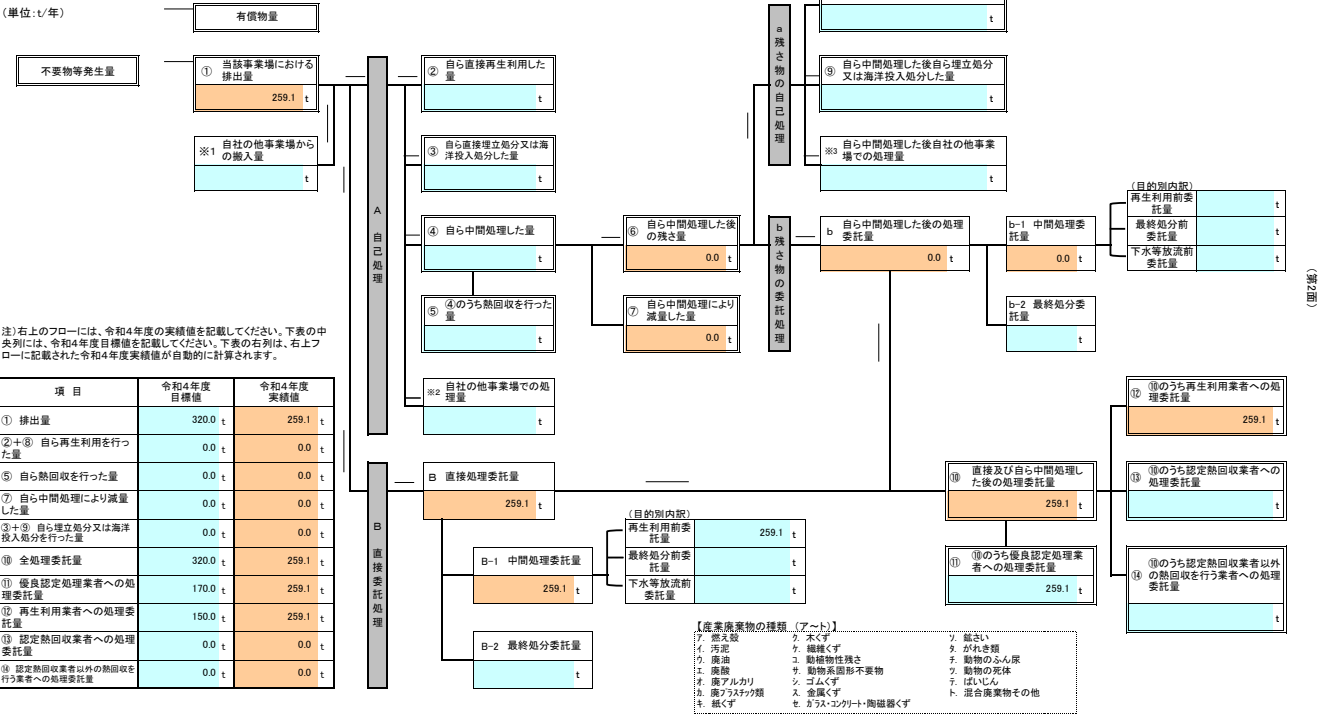 (単位:t/年)
有償物量
t
不要物等発生量
① 当該事業場における
排出量
259.1 t
※1 自社の他事業場から
の搬入量
t
A 自己処理
② 自ら直接再生利用した
量
t
③ 自ら直接埋立処分又は海
洋投入処分した量
t
④ 自ら中間処理した量
t
⑤ ④のうち熱回収を行った
量
t
※2 自社の他事業場での処
理量
t
⑥ 自ら中間処理した後
の残さ量
0.0 t
⑦ 自ら中間処理により
減量した量
0.0 t
a 残さ物の自己処理
⑨ 自ら中間処理した後自ら埋立処分
又は海洋投入処分した量
t
※3 自ら中間処理した後自社の他事業
場での処理量
t
b 残さ物の委託処理
b 自ら中間処理した後の処理
委託量
0.0 t
b-1 中間処理委
託量
0.0 t
b-2 最終処分委
託量
t
(目的別内訳)
再生利用前委
託量 t
最終処分前
委託量 t
下水等放流前
委託量 t
(第2面)
注)右上のフローには、令和4年度の実績値を記載してください。下表の中
央列には、令和4年度目標値を記載してください。下表の右列は、右上フ
ローに記載された令和4年度実績値が自動的に計算されます。
項 目 令和4年度
目標値 令和4年度
実績値
① 排出量 320.0 t 259.1 t
②+⑧ 自ら再生利用を行っ
た量 0.0 t 0.0 t
⑤ 自ら熱回収を行った量 0.0 t 0.0 t
⑦ 自ら中間処理により減量
した量 0.0 t 0.0 t
③+⑨ 自ら埋立処分又は海洋
投入処分を行った量 0.0 t 0.0 t
⑩ 全処理委託量 320.0 t 259.1 t
⑪ 優良認定処理業者への処
理委託量 170.0 t 259.1 t
⑫ 再生利用業者への処理委
託量 150.0 t 259.1 t
⑬ 認定熱回収業者への処理
委託量 0.0 t 0.0 t
⑭ 認定熱回収業者以外の熱回収を
行う業者への処理委託量 0.0 t 0.0 t
B 直接委託処理
B 直接処理委託量
259.1 t
B-1 中間処理委託量
259.1 t
B-2 最終処分委託量
t
(目的別内訳)
再生利用前委
託量 259.1 t
最終処分前委
託量 t
下水等放流前
委託量 t
⑩ 直接及び自ら中間処理し
た後の処理委託量
259.1 t
⑪ ⑩のうち優良認定処理業
者への処理委託量
259.1 t
⑫ ⑩のうち再生利用業者への処
理委託量
259.1 t
⑬ ⑩のうち認定熱回収業者への
処理委託量
t
⑭ ⑩のうち認定熱回収業者以外
の熱回収を行う業者への処理
委託量
t
【産業廃棄物の種類 (ア~ト)】
ア. 燃え殻 ク. 木くず ソ. 鉱さい
イ. 汚泥 ケ. 繊維くず タ. がれき類
ウ. 廃油 コ. 動植物性残さ チ. 動物のふん尿
エ. 廃酸 サ. 動物系固形不要物 ツ. 動物の死体
オ. 廃アルカリ シ. ゴムくず テ. ばいじん
カ. 廃プラスチック類 ス. 金属くず ト. 混合廃棄物その他
キ. 紙くず セ. ガラス・コンクリート・陶磁器くず